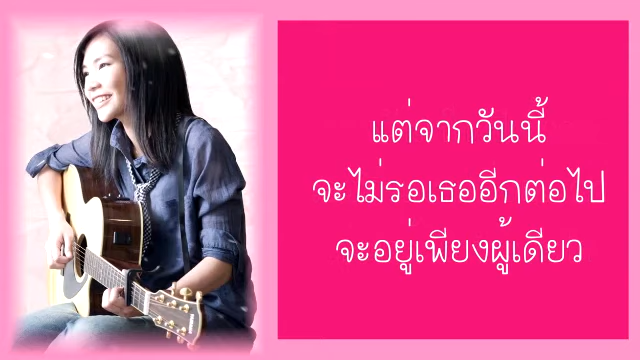 แต่จากวันนี้
จะไม่รอเธออีกต่อไป
จะอยู่เพียงผู้เดียว